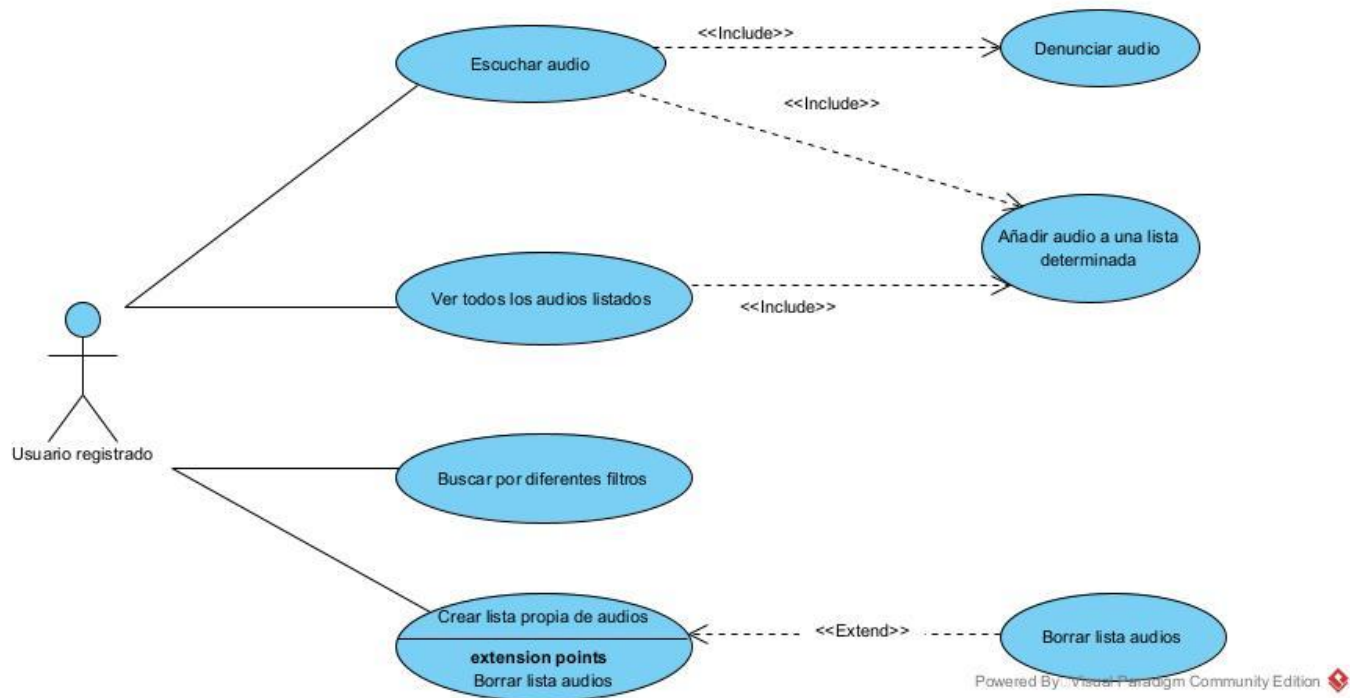 <<Include>>
Escuchar audio
Denunciar audio
<<Include>>
Añadir audio a una lista
determinada
Ver todos los audios listados
<<Include>>
Usuario registrado
Buscar por diferentes filtros
Crear lista propia de audios
extension points
Borrar lista audios
<<Extend>>
Borrar lista audios
Powered By: Visual Paradigm Community Edition